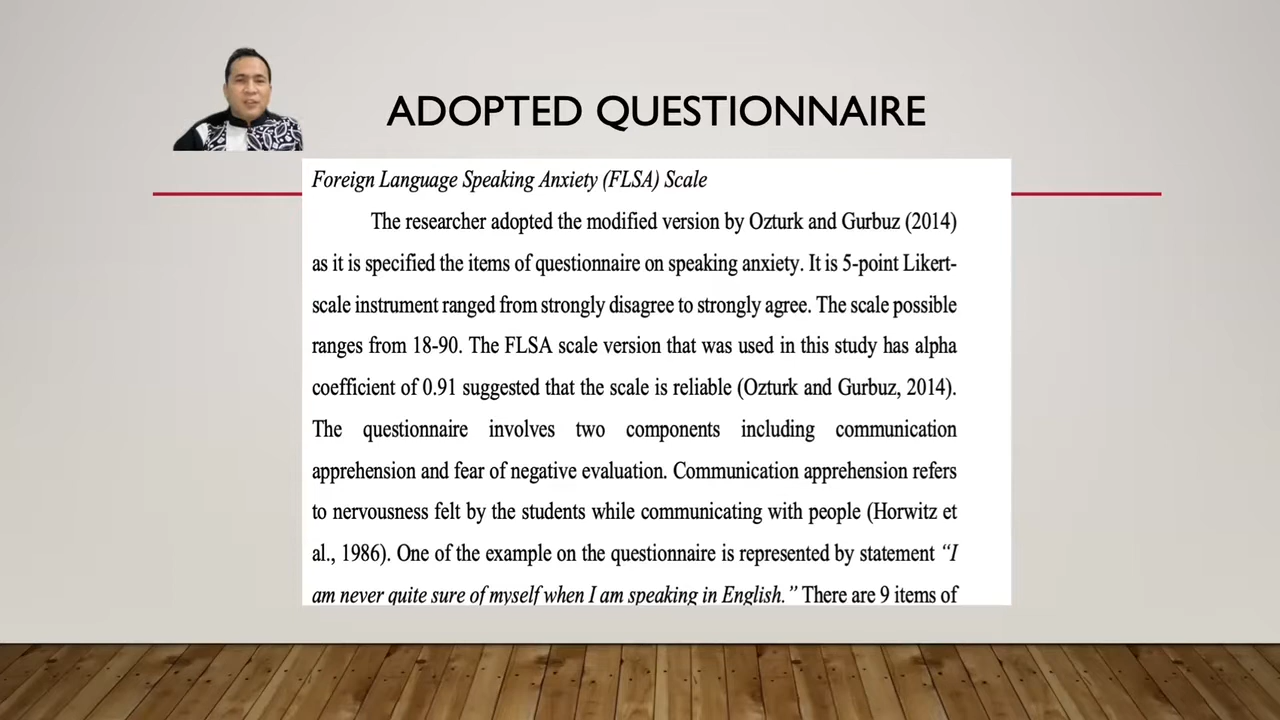 ADOPTED QUESTIONNAIRE
Foreign Language Speaking Anxiety (FLSA) Scale
The researcher adopted the modified version by Ozturk and Gurbuz (2014)
as it is specified the items of questionnaire on speaking anxiety. It is 5-point Likert-
scale instrument ranged from strongly disagree to strongly agree. The scale possible
ranges from 18-90. The FLSA scale version that was used in this study has alpha
coefficient of 0.91 suggested that the scale is reliable (Ozturk and Gurbuz, 2014).
The questionnaire involves two components including communication
apprehension and fear of negative evaluation. Communication apprehension refers
to nervousness felt by the students while communicating with people (Horwitz et
al., 1986). One of the example on the questionnaire is represented by statement “I
am never quite sure of myself when I am speaking in English.” There are 9 items of